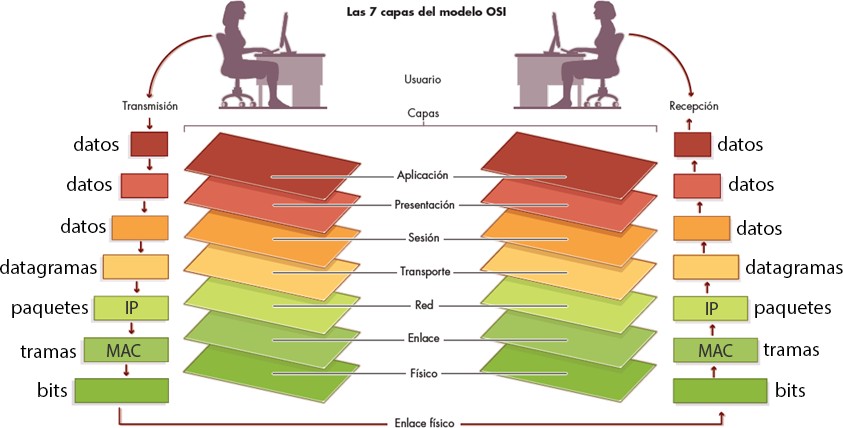 Las 7 capas del modelo OSI
Usuario
Transmisión
Recepción
Capas
datos
Aplicación
datos
datos
Presentación
datos
datos
Sesión
datos
datagramas
Transporte
datagramas
paquetes IP
Red
IP paquetes
tramas MAC
Enlace
MAC tramas
bits
Físico
bits
Enlace físico